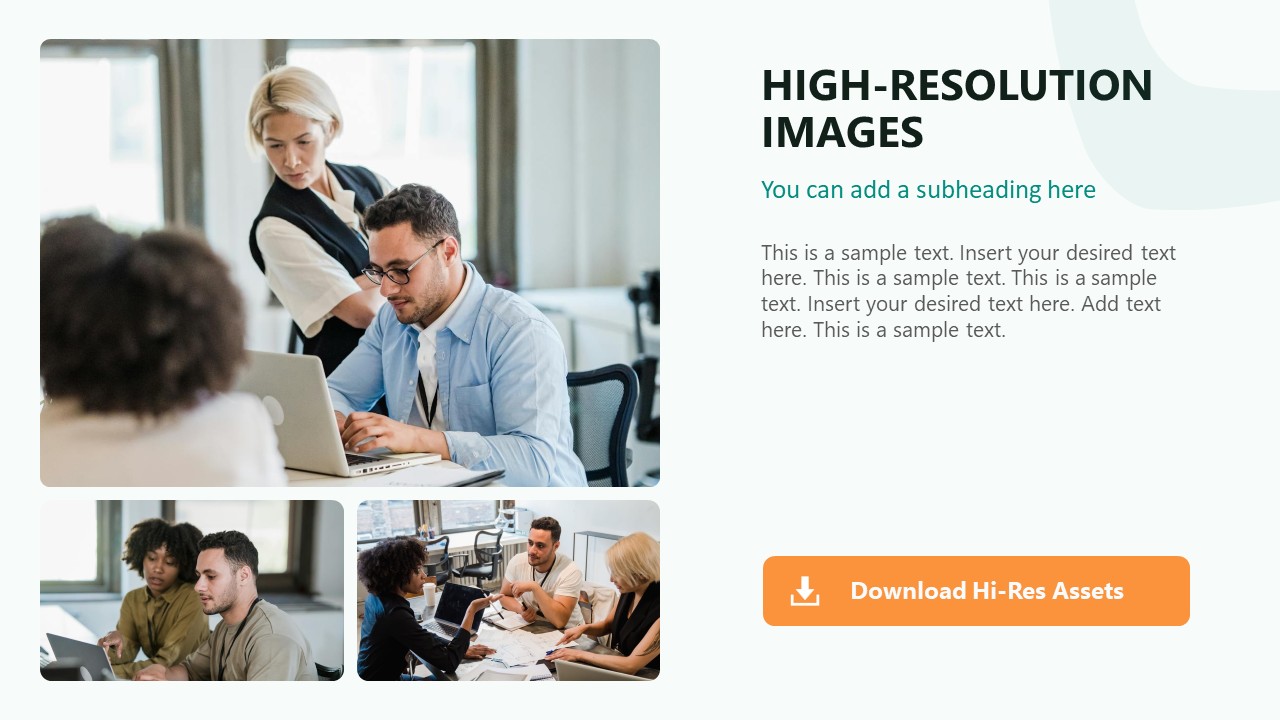 HIGH-RESOLUTION
IMAGES
You can add a subheading here
This is a sample text. Insert your desired text
here. This is a sample text. This is a sample
text. Insert your desired text here. Add text
here. This is a sample text.
Download Hi-Res Assets